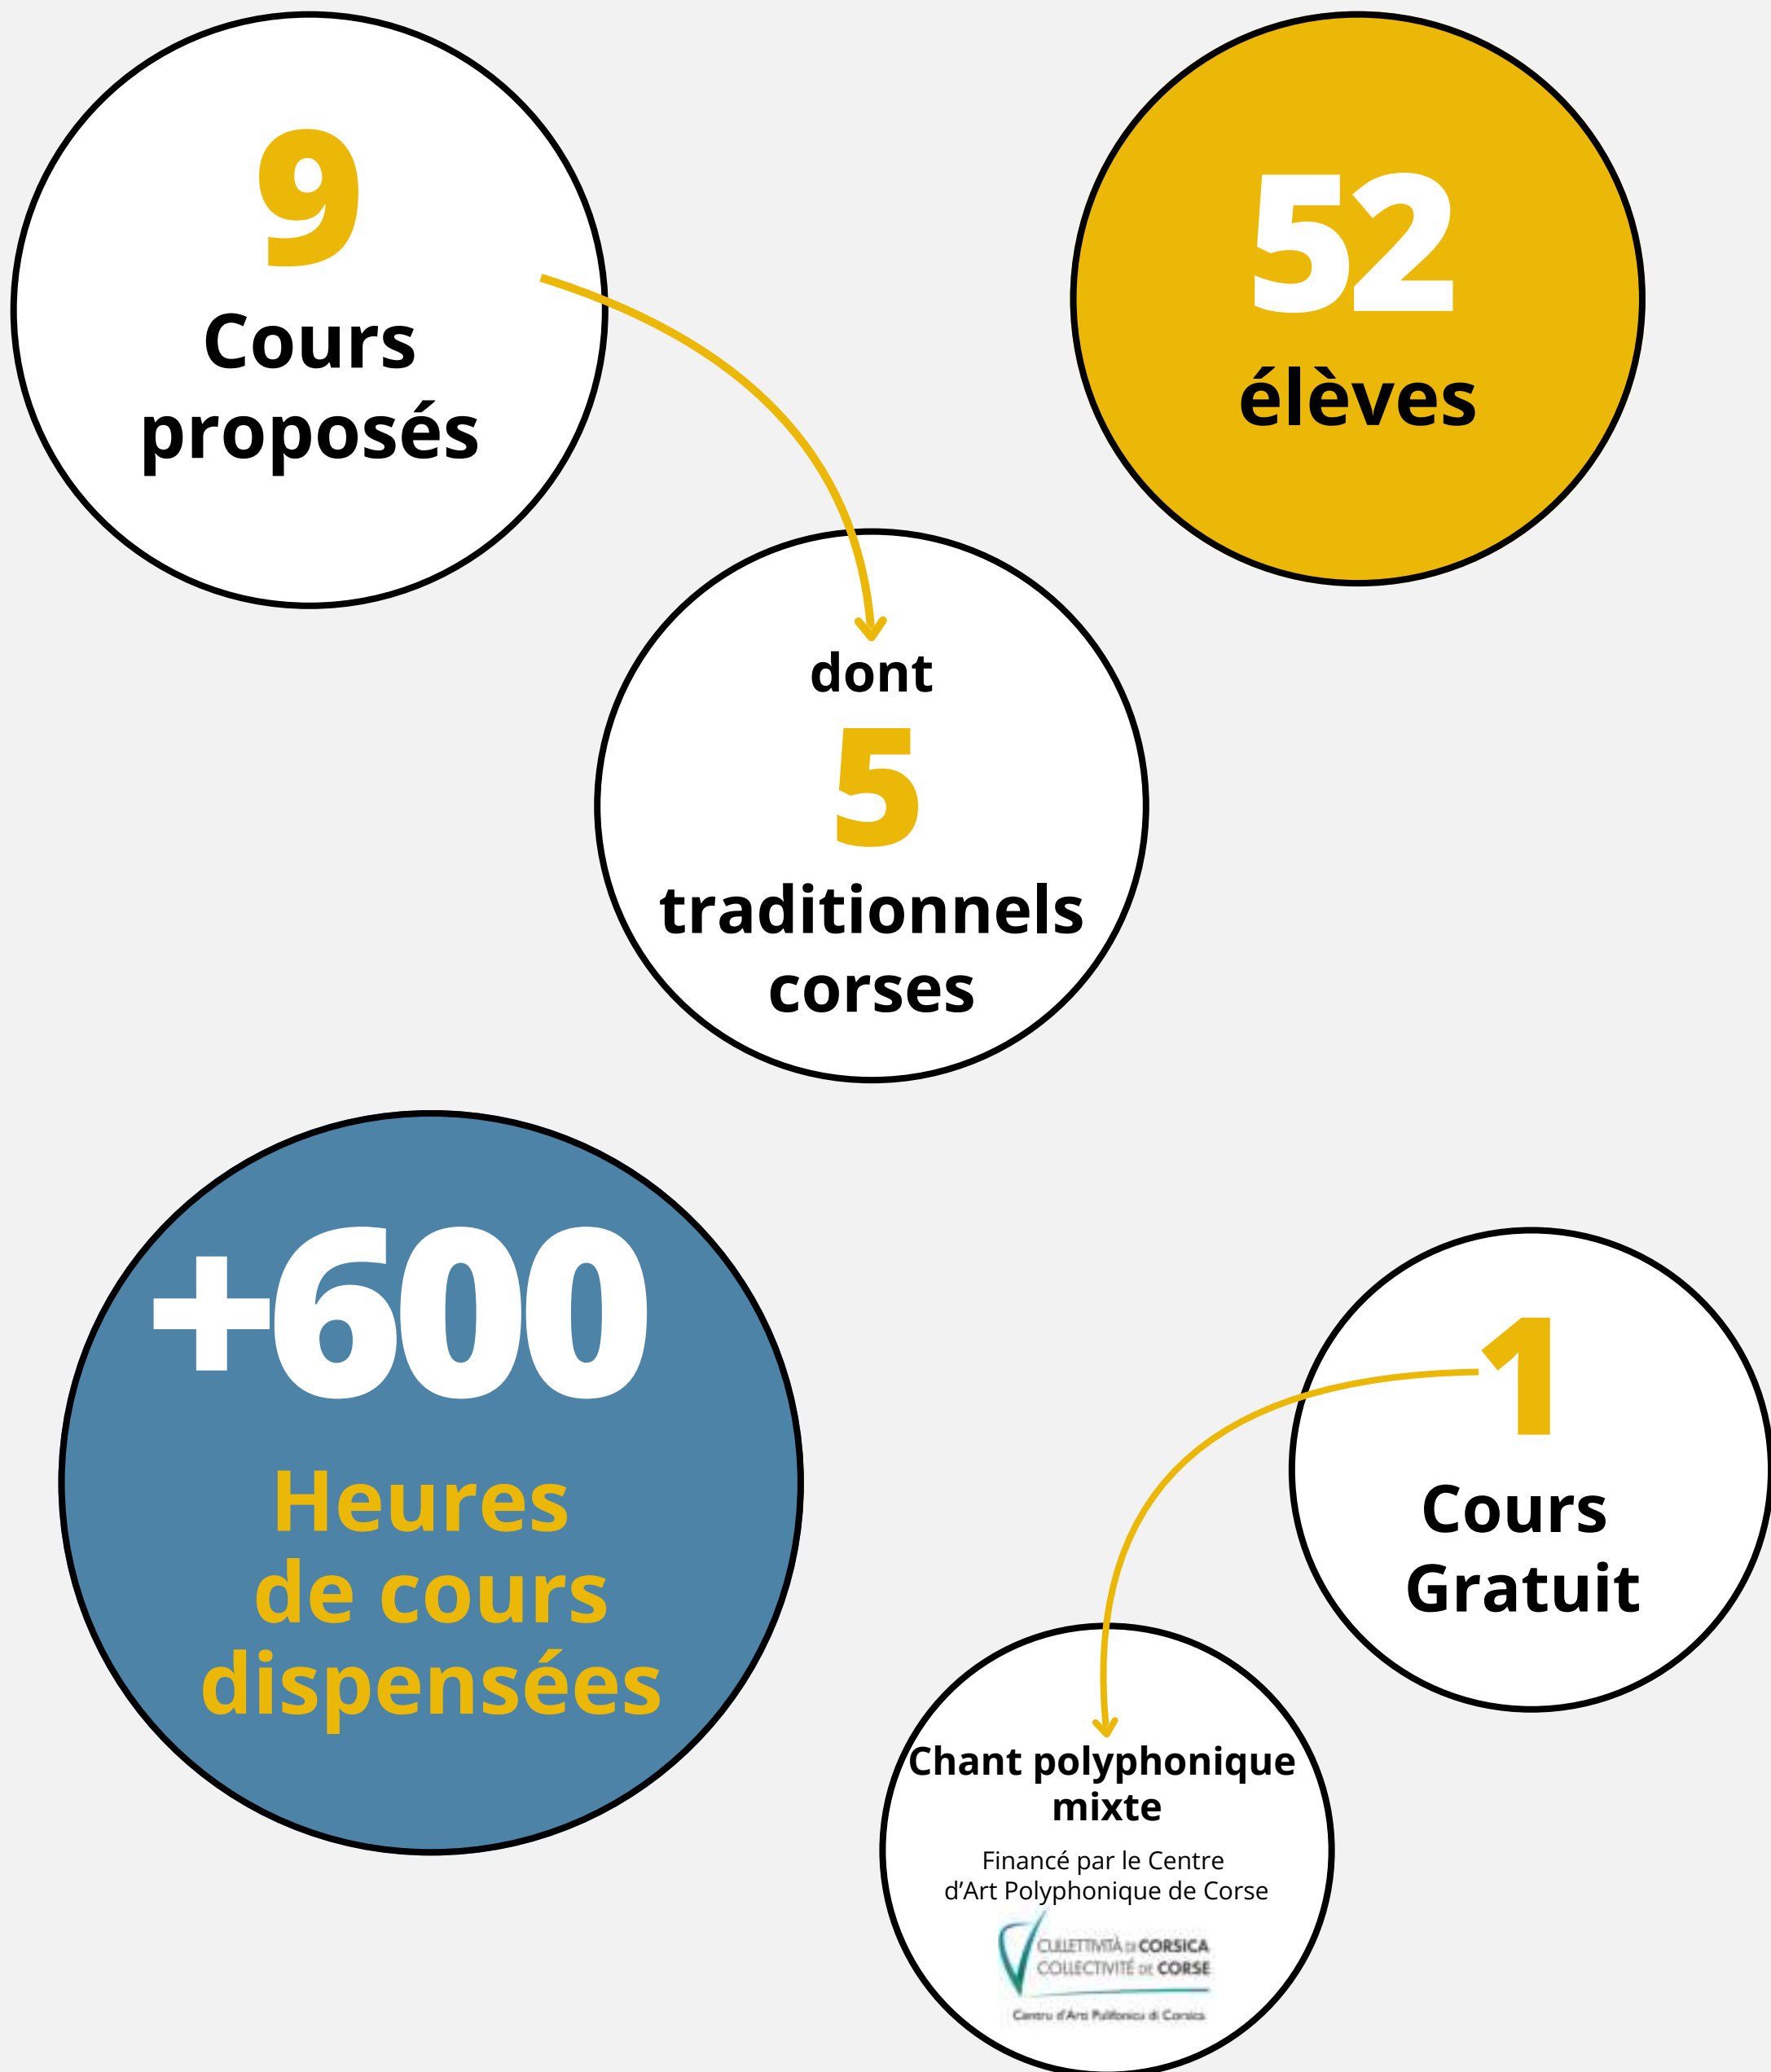 9
Cours
proposés
52
élèves
dont
5
traditionnels
corses
+600
Heures
de cours
dispensées
1
Cours
Gratuit
Chant polyphonique
mixte
Financé par le Centre
d’Art Polyphonique de Corse
CULLETTIVITÀ DI CORSICA
COLLECTIVITÉ DE CORSE
Centru d'Arti Polifonicu di Corsica